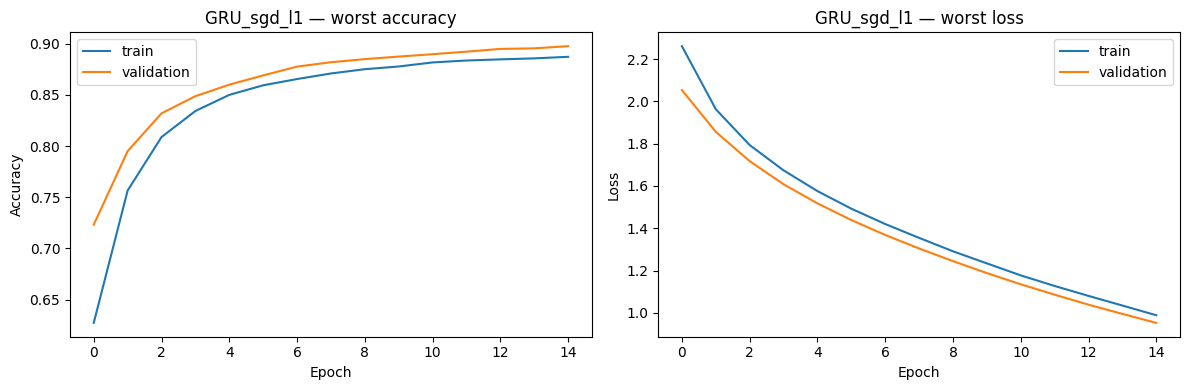 GRU_sgd_l1 — worst accuracy
train
validation
0.90
0.85
0.80
0.75
0.70
0.65
Accuracy
0 2 4 6 8 10 12 14
Epoch
GRU_sgd_l1 — worst loss
train
validation
2.2
2.0
1.8
1.6
1.4
1.2
1.0
Loss
0 2 4 6 8 10 12 14
Epoch